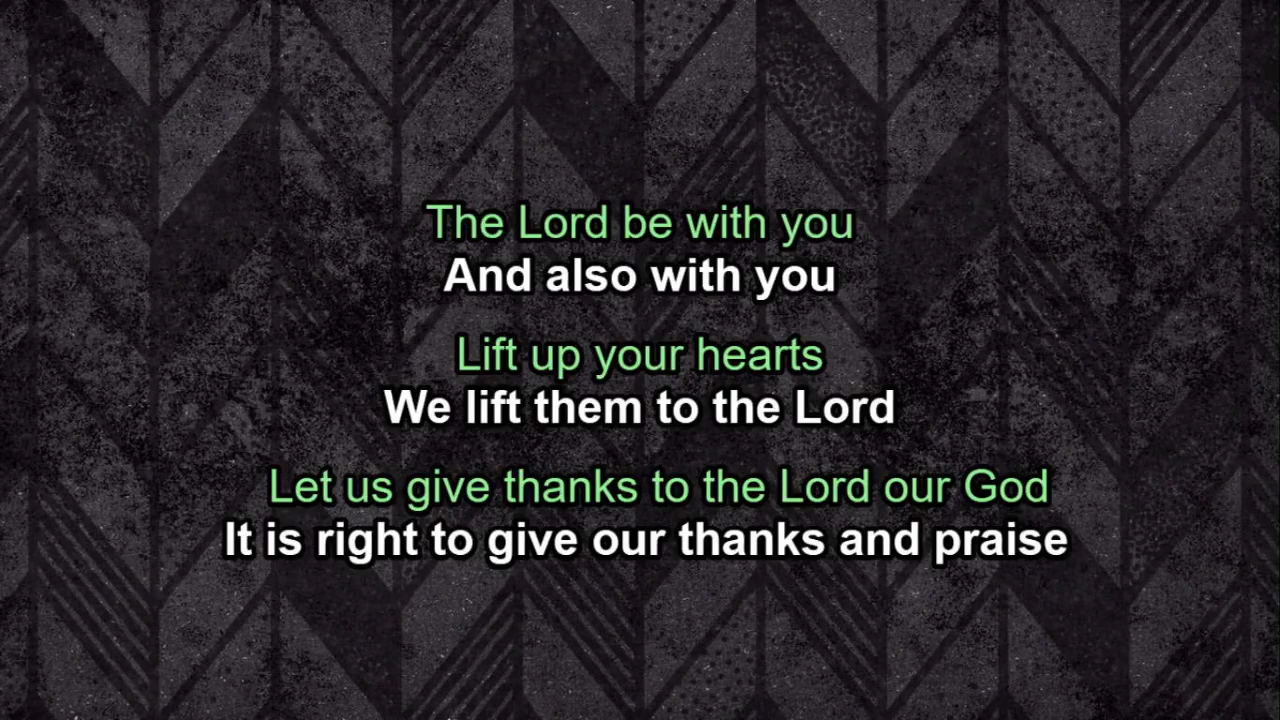 The Lord be with you
And also with you
Lift up your hearts
We lift them to the Lord
Let us give thanks to the Lord our God
It is right to give our thanks and praise